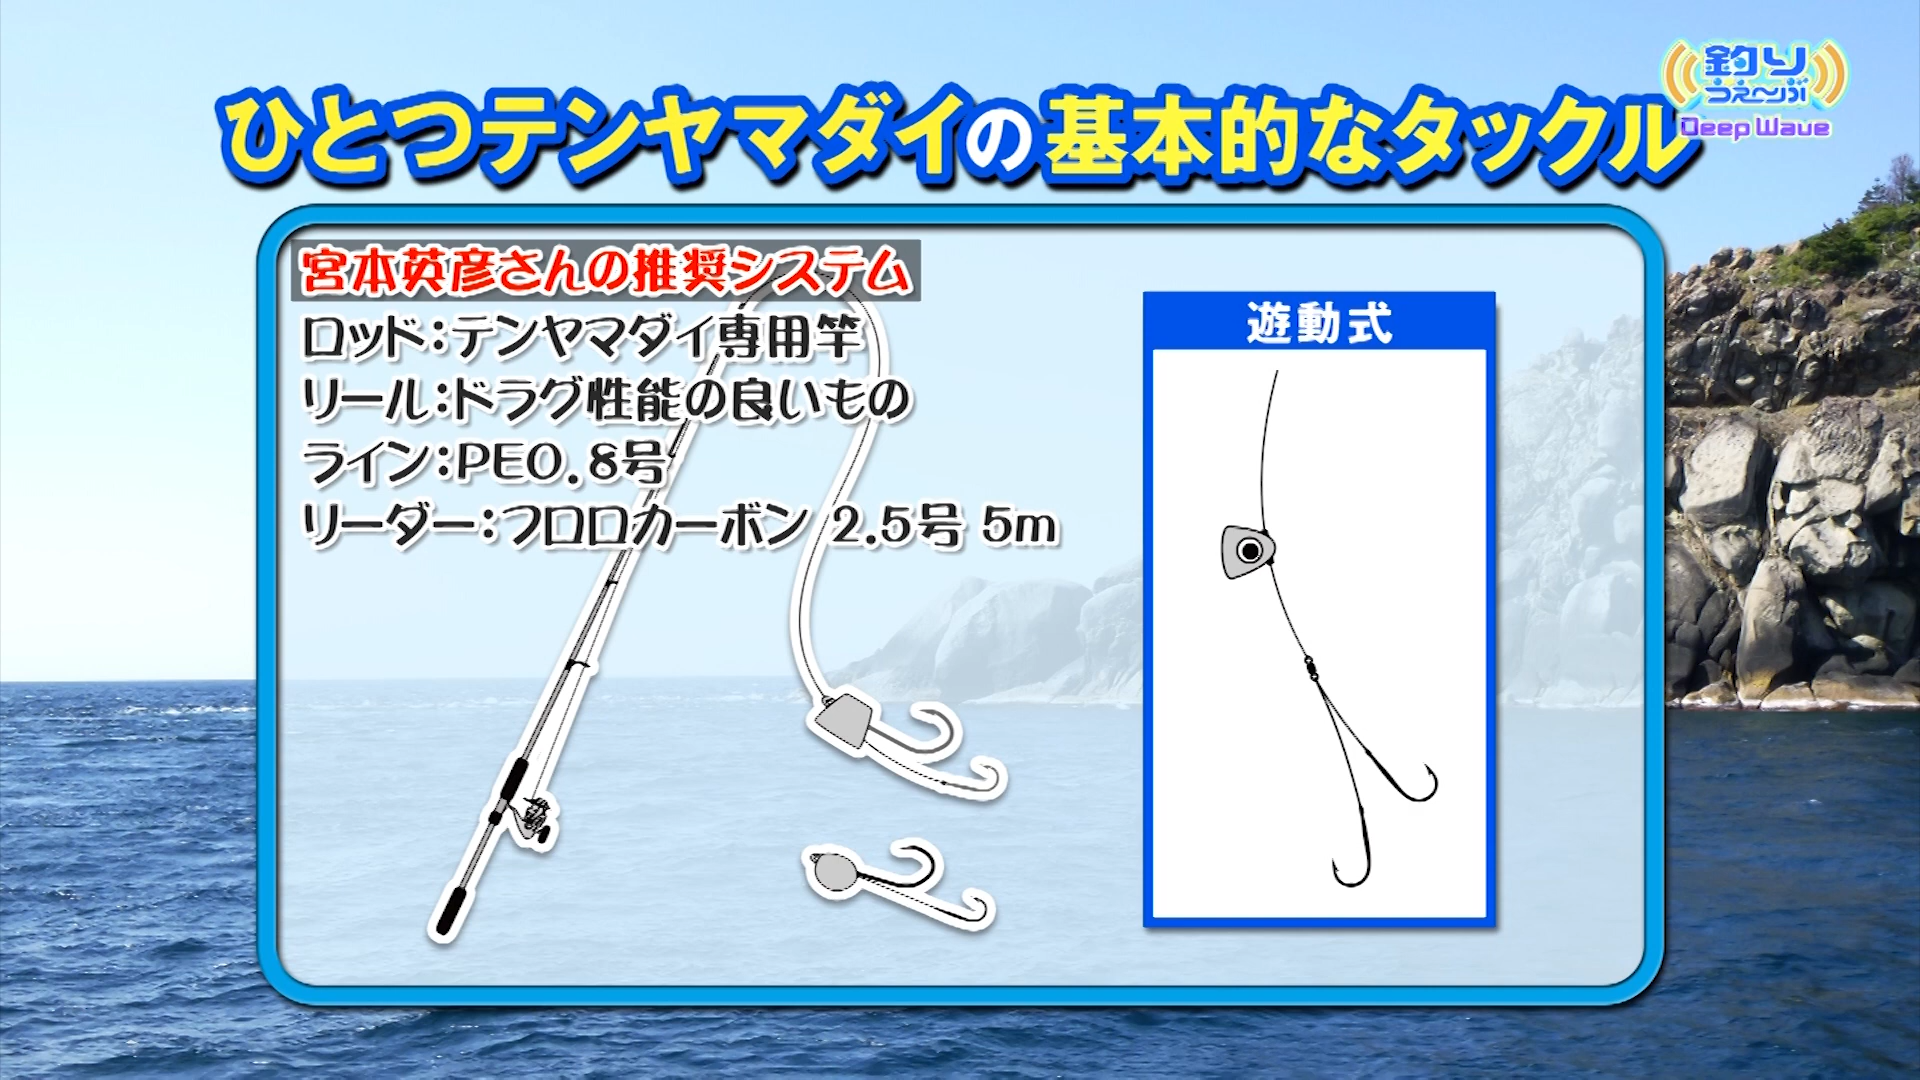 釣り
うぇ〜ぶ
Deep Wave
ひとつテンヤマダイの基本的なタックル
宮本英彦さんの推奨システム
ロッド:テンヤマダイ専用竿
リール:ドラグ性能の良いもの
ライン:PE0.8号
リーダー:フロロカーボン 2.5号 5m
遊動式